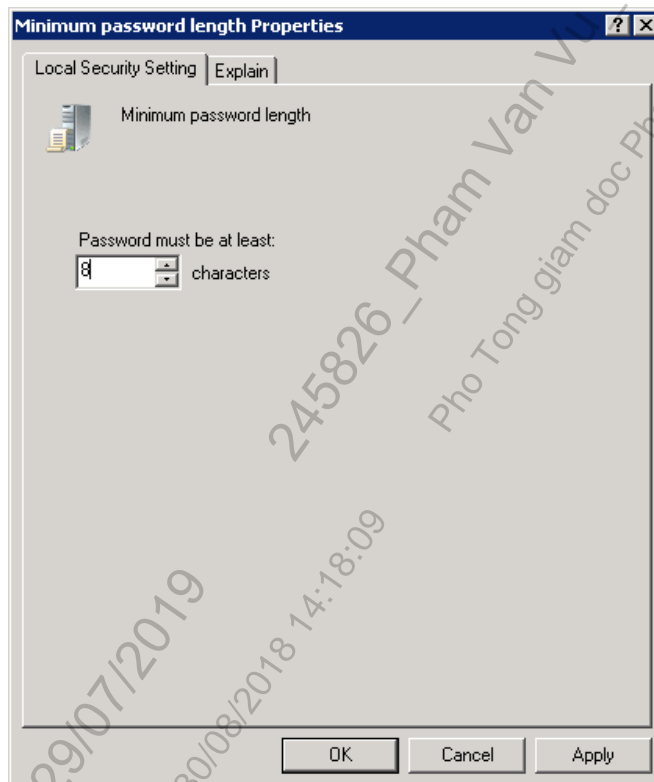 Minimum password length Properties
Local Security Setting
Explain
Minimum password length
Password must be at least:
8
characters
OK
Cancel
Apply
245826_Pham Van Vu_
Pho Tong giam doc
29/07/2019
30/08/2018 14:18:09